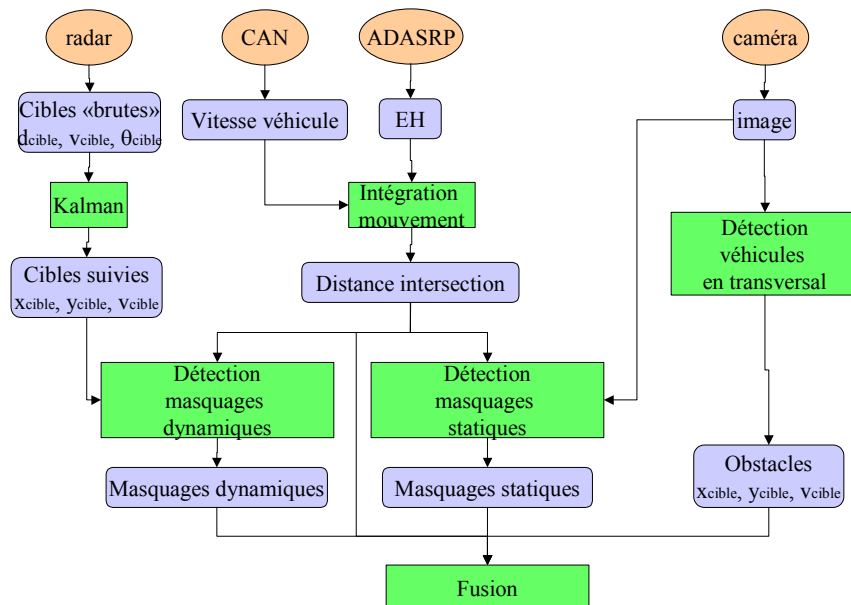 radar
CAN
ADASRP
caméra
Cibles «brutes»
dcible, vcible, θcible
Vitesse véhicule
EH
image
Kalman
Intégration
mouvement
Détection
véhicules
en transversal
Cibles suivies
xcible, ycible, vcible
Distance intersection
Détection
masquages
dynamiques
Détection
masquages
statiques
Masquages dynamiques
Masquages statiques
Obstacles
xcible, ycible, vcible
Fusion